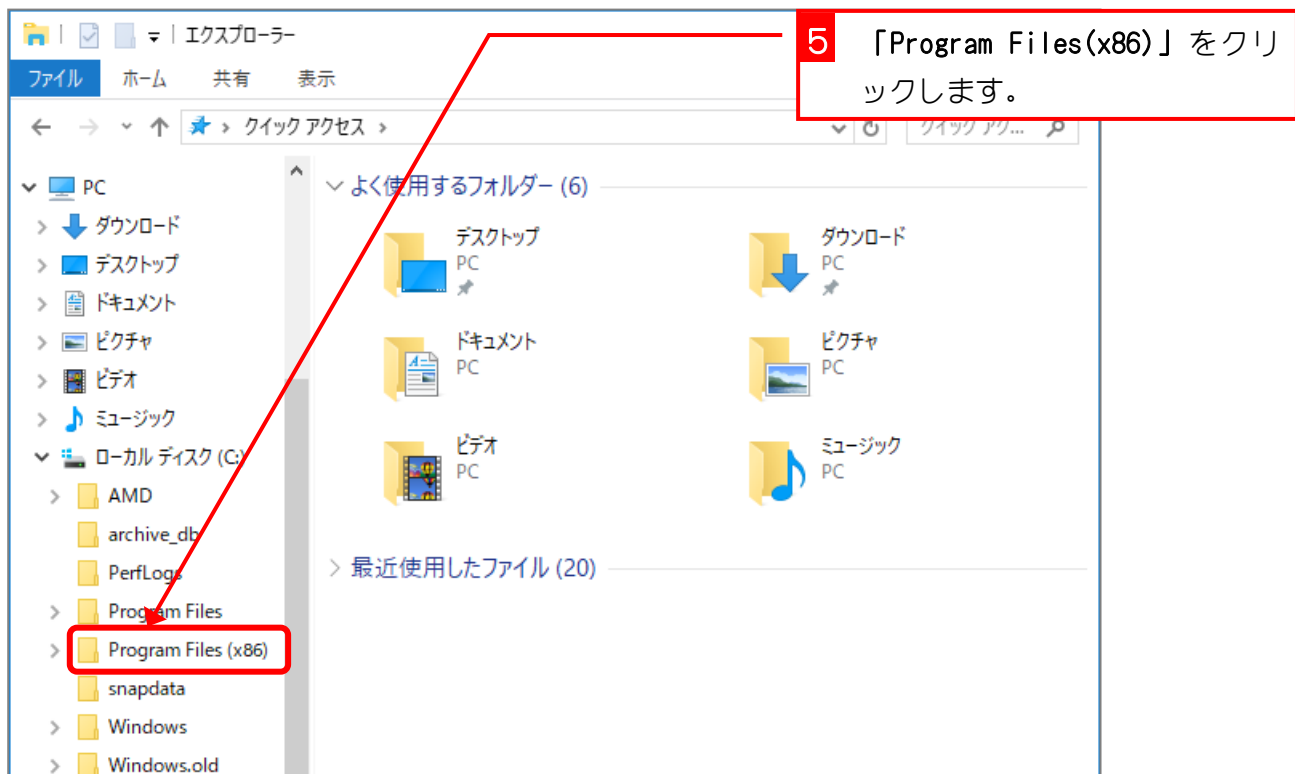 エクスプローラー
5 「Program Files(x86)」をクリ
ックします。
ファイル ホーム 共有 表示
クイック アクセス
クイック アク...
PC
ダウンロード
デスクトップ
ドキュメント
ピクチャ
ビデオ
ミュージック
ローカル ディスク (C:)
AMD
archive_db
PerfLogs
Program Files
Program Files (x86)
snapdata
Windows
Windows.old
よく使用するフォルダー (6)
デスクトップ
PC
ダウンロード
PC
ドキュメント
PC
ピクチャ
PC
ビデオ
PC
ミュージック
PC
最近使用したファイル (20)